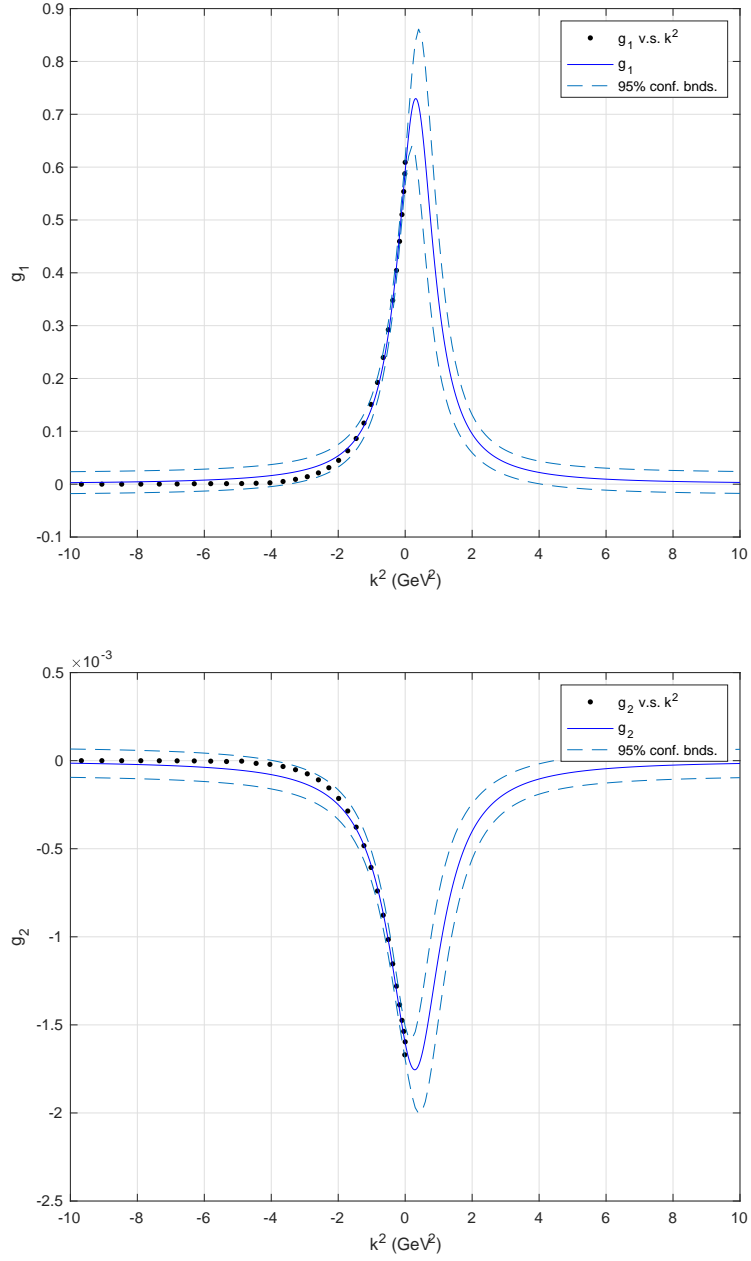 0.9
0.8
0.7
0.6
0.5
0.4
0.3
0.2
0.1
0
-0.1
g1
g1 v.s. k2
g1
95% conf. bnds.
-10 -8 -6 -4 -2 0 2 4 6 8 10
k2 (GeV2)
×10-3
0.5
0
-0.5
-1
-1.5
-2
-2.5
g2
g2 v.s. k2
g2
95% conf. bnds.
-10 -8 -6 -4 -2 0 2 4 6 8 10
k2 (GeV2)